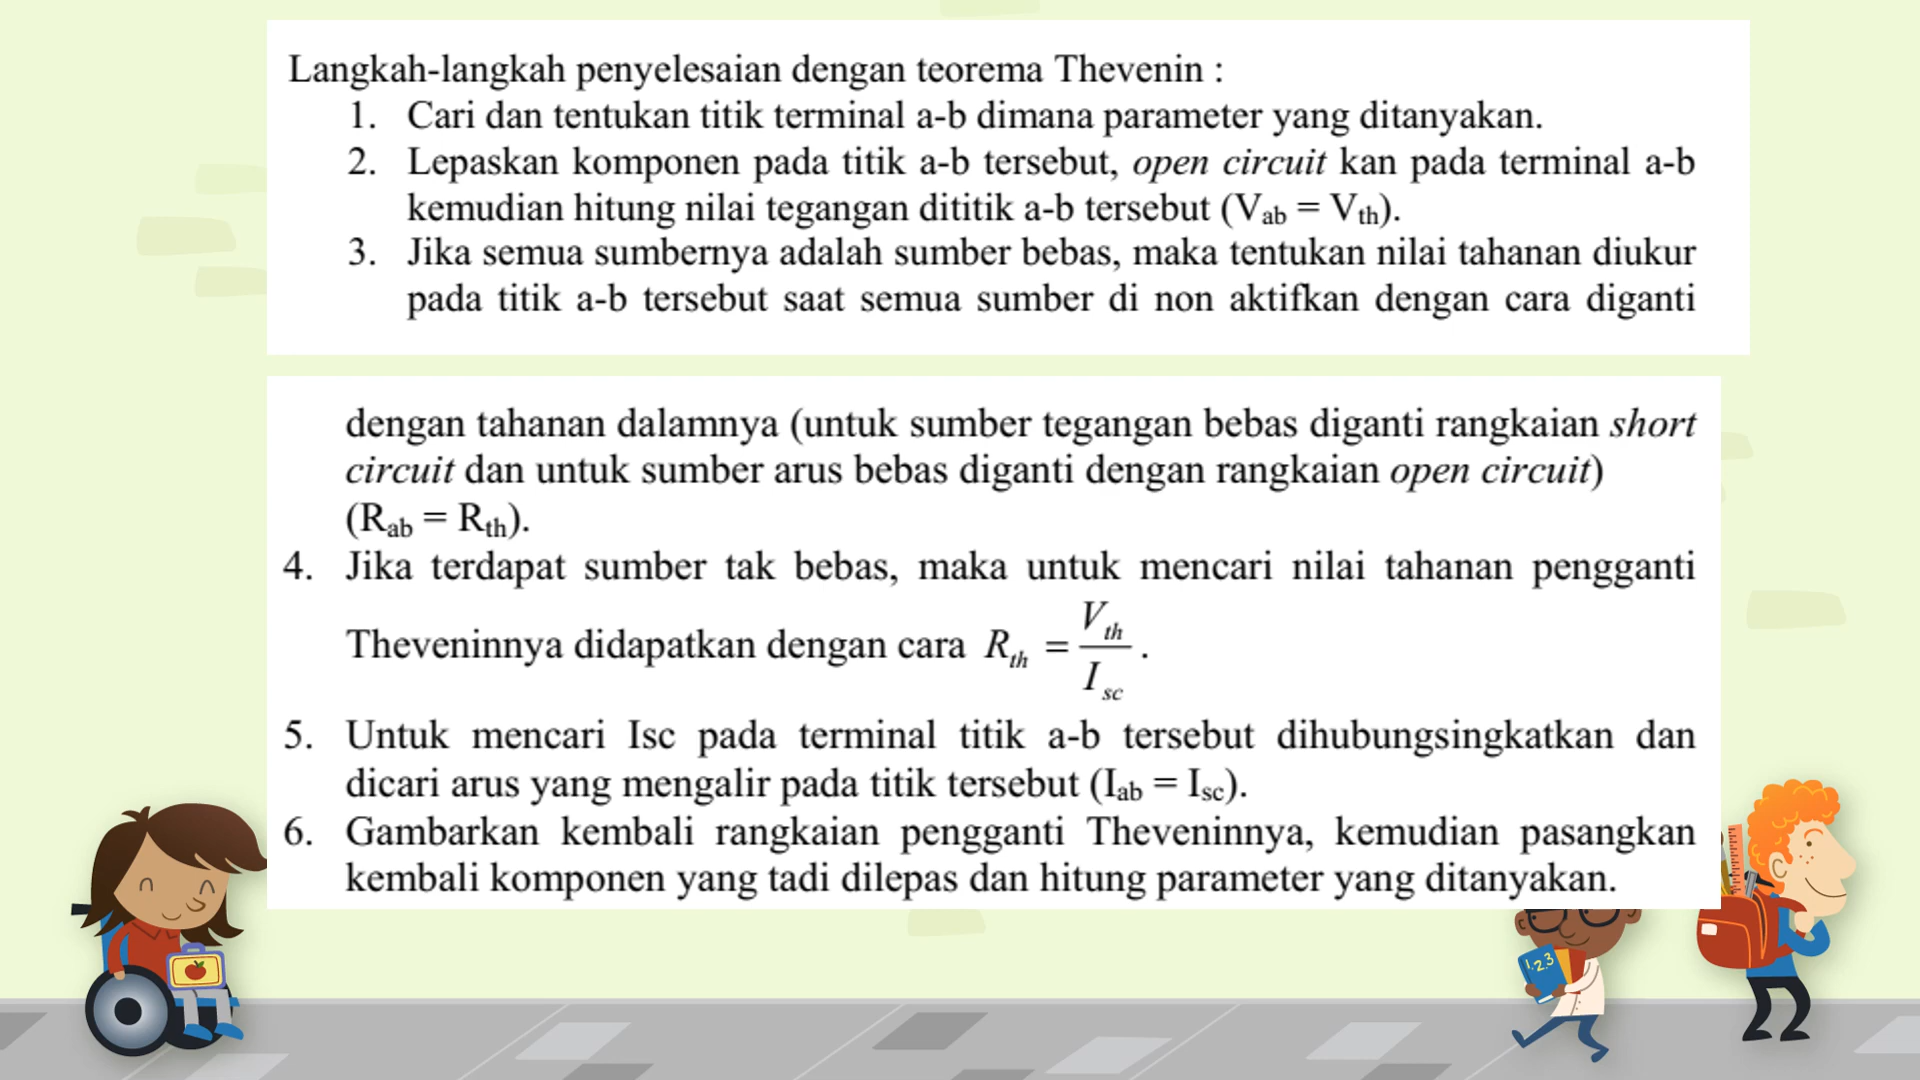 Langkah-langkah penyelesaian dengan teorema Thevenin :
1. Cari dan tentukan titik terminal a-b dimana parameter yang ditanyakan.
2. Lepaskan komponen pada titik a-b tersebut, open circuit kan pada terminal a-b
kemudian hitung nilai tegangan dititik a-b tersebut (Vab = Vth).
3. Jika semua sumbernya adalah sumber bebas, maka tentukan nilai tahanan diukur
pada titik a-b tersebut saat semua sumber di non aktifkan dengan cara diganti
dengan tahanan dalamnya (untuk sumber tegangan bebas diganti rangkaian short
circuit dan untuk sumber arus bebas diganti dengan rangkaian open circuit)
(Rab = Rth).
4. Jika terdapat sumber tak bebas, maka untuk mencari nilai tahanan pengganti
Theveninnya didapatkan dengan cara Rth = Vth / Isc .
5. Untuk mencari Isc pada terminal titik a-b tersebut dihubungsingkatkan dan
dicari arus yang mengalir pada titik tersebut (Iab = Isc).
6. Gambarkan kembali rangkaian pengganti Theveninnya, kemudian pasangkan
kembali komponen yang tadi dilepas dan hitung parameter yang ditanyakan.
1.2.3